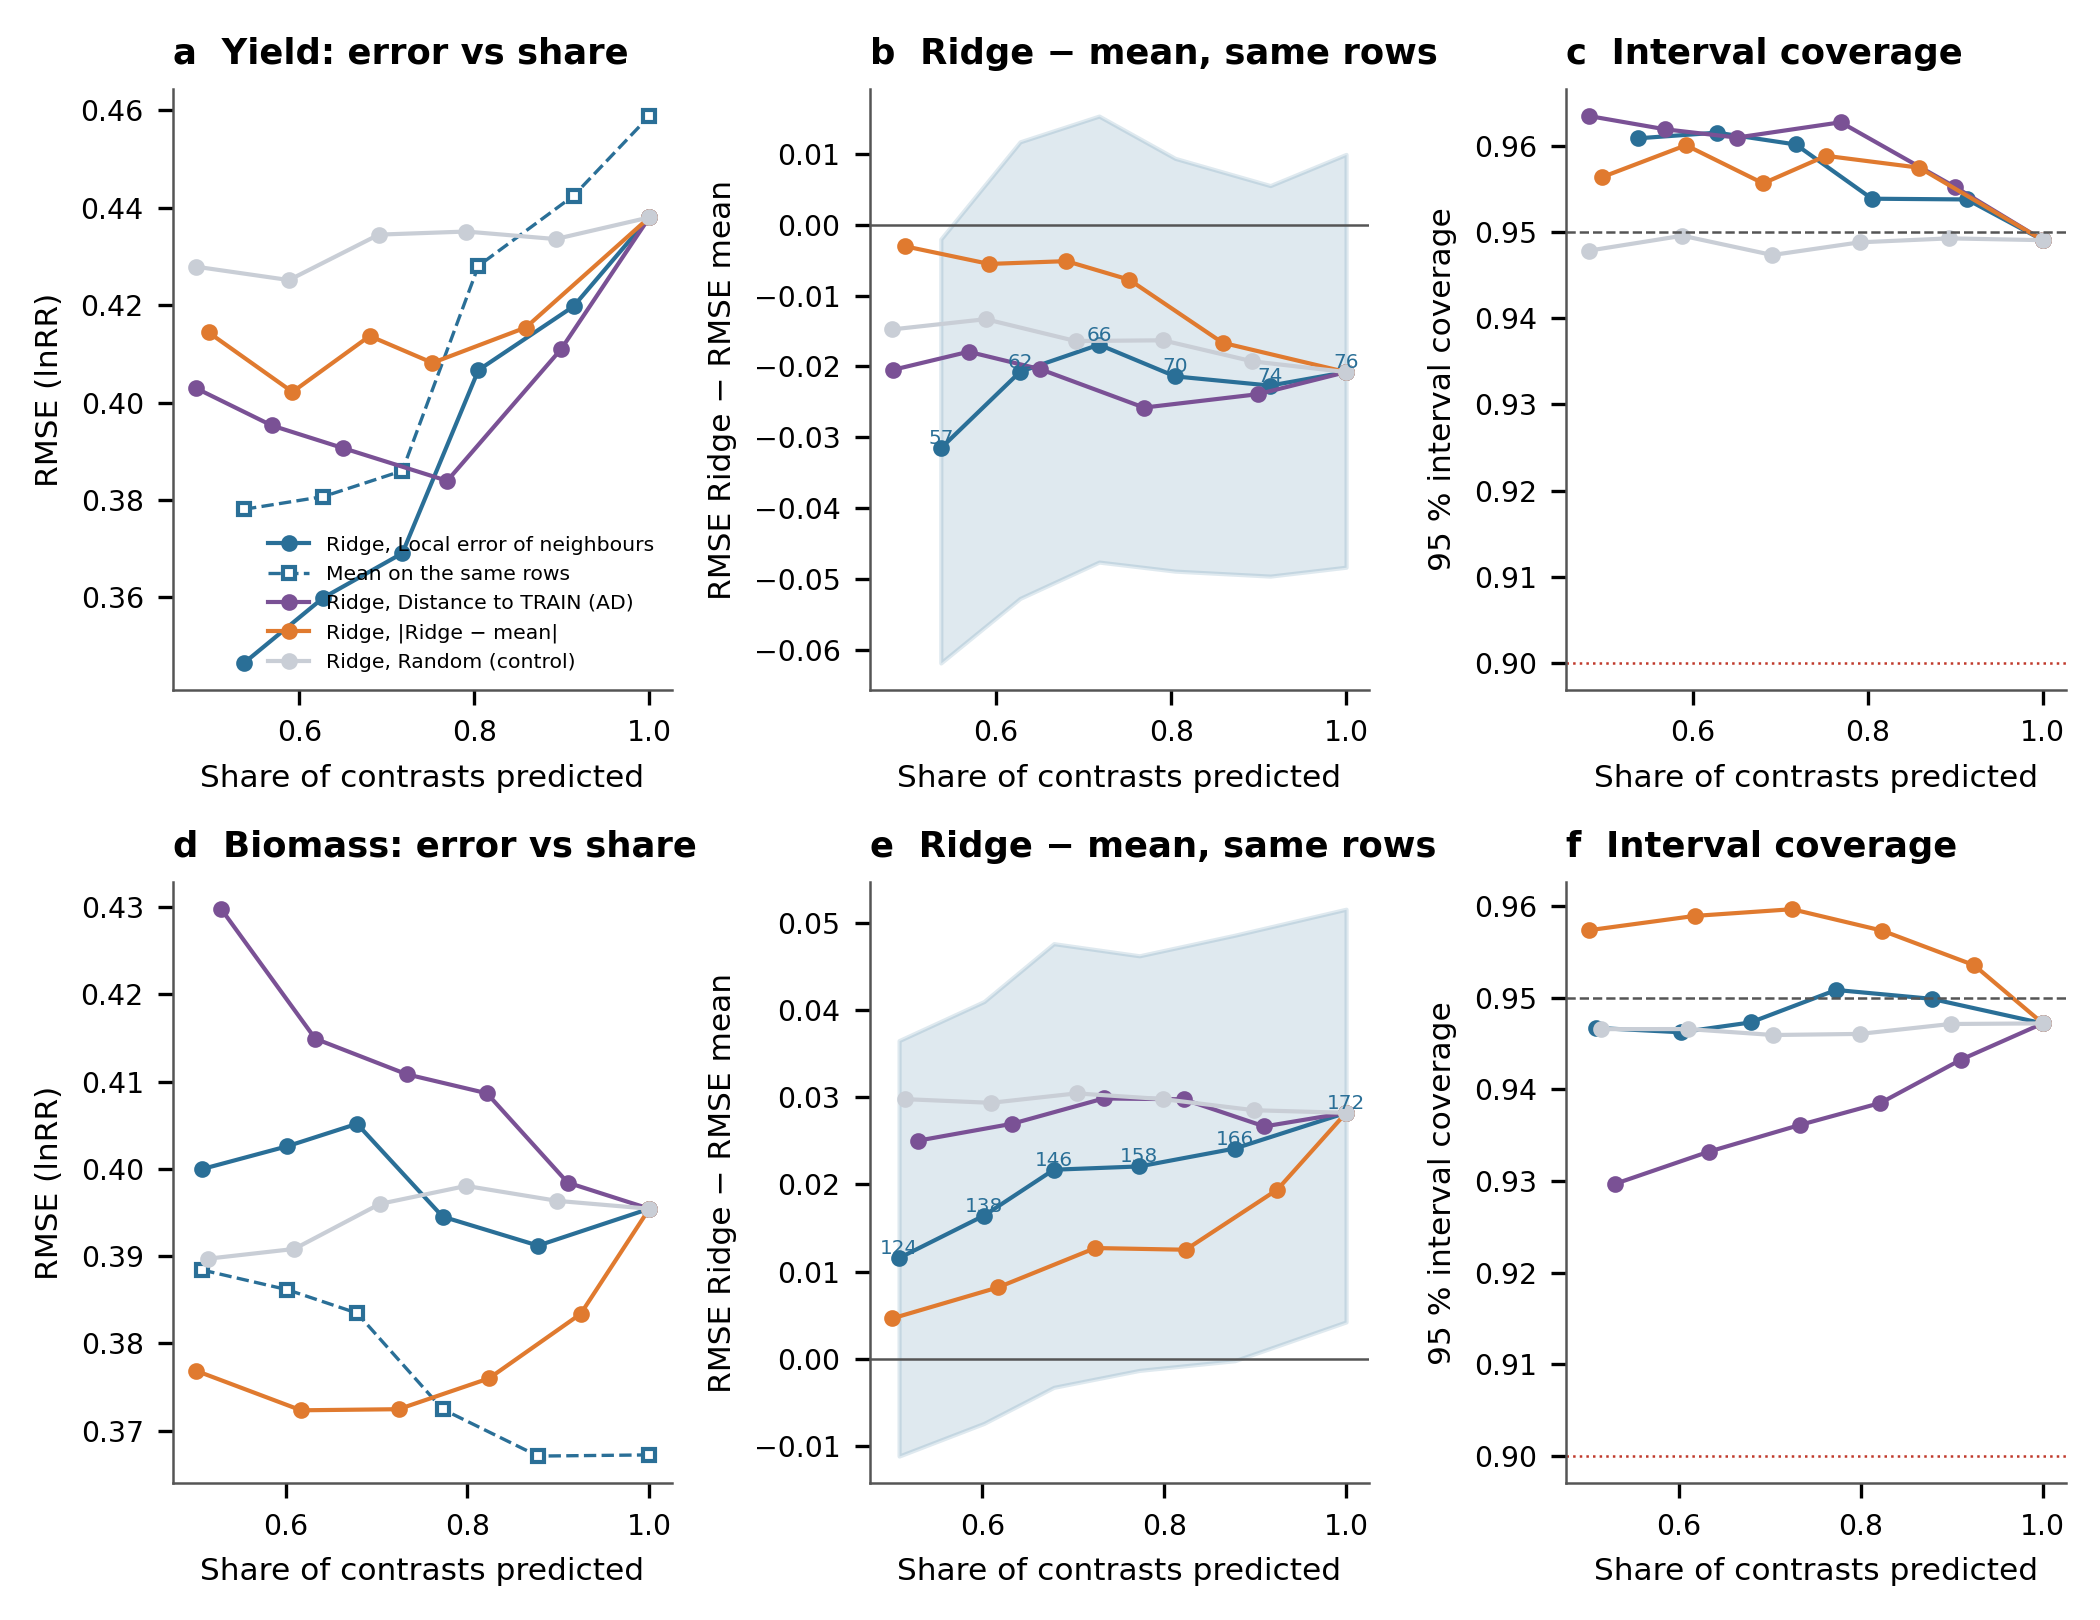 a Yield: error vs share
0.46
0.44
0.42
0.40
0.38
0.36
RMSE (lnRR)
Ridge, Local error of neighbours
Mean on the same rows
Ridge, Distance to TRAIN (AD)
Ridge, |Ridge − mean|
Ridge, Random (control)
0.6 0.8 1.0
Share of contrasts predicted
b Ridge − mean, same rows
0.01
0.00
−0.01
−0.02
−0.03
−0.04
−0.05
−0.06
RMSE Ridge − RMSE mean
57 62 66 70 74 76
0.6 0.8 1.0
Share of contrasts predicted
c Interval coverage
0.96
0.95
0.94
0.93
0.92
0.91
0.90
95 % interval coverage
0.6 0.8 1.0
Share of contrasts predicted
d Biomass: error vs share
0.43
0.42
0.41
0.40
0.39
0.38
0.37
RMSE (lnRR)
0.6 0.8 1.0
Share of contrasts predicted
e Ridge − mean, same rows
0.05
0.04
0.03
0.02
0.01
0.00
−0.01
RMSE Ridge − RMSE mean
124 138 146 158 166 172
0.6 0.8 1.0
Share of contrasts predicted
f Interval coverage
0.96
0.95
0.94
0.93
0.92
0.91
0.90
95 % interval coverage
0.6 0.8 1.0
Share of contrasts predicted